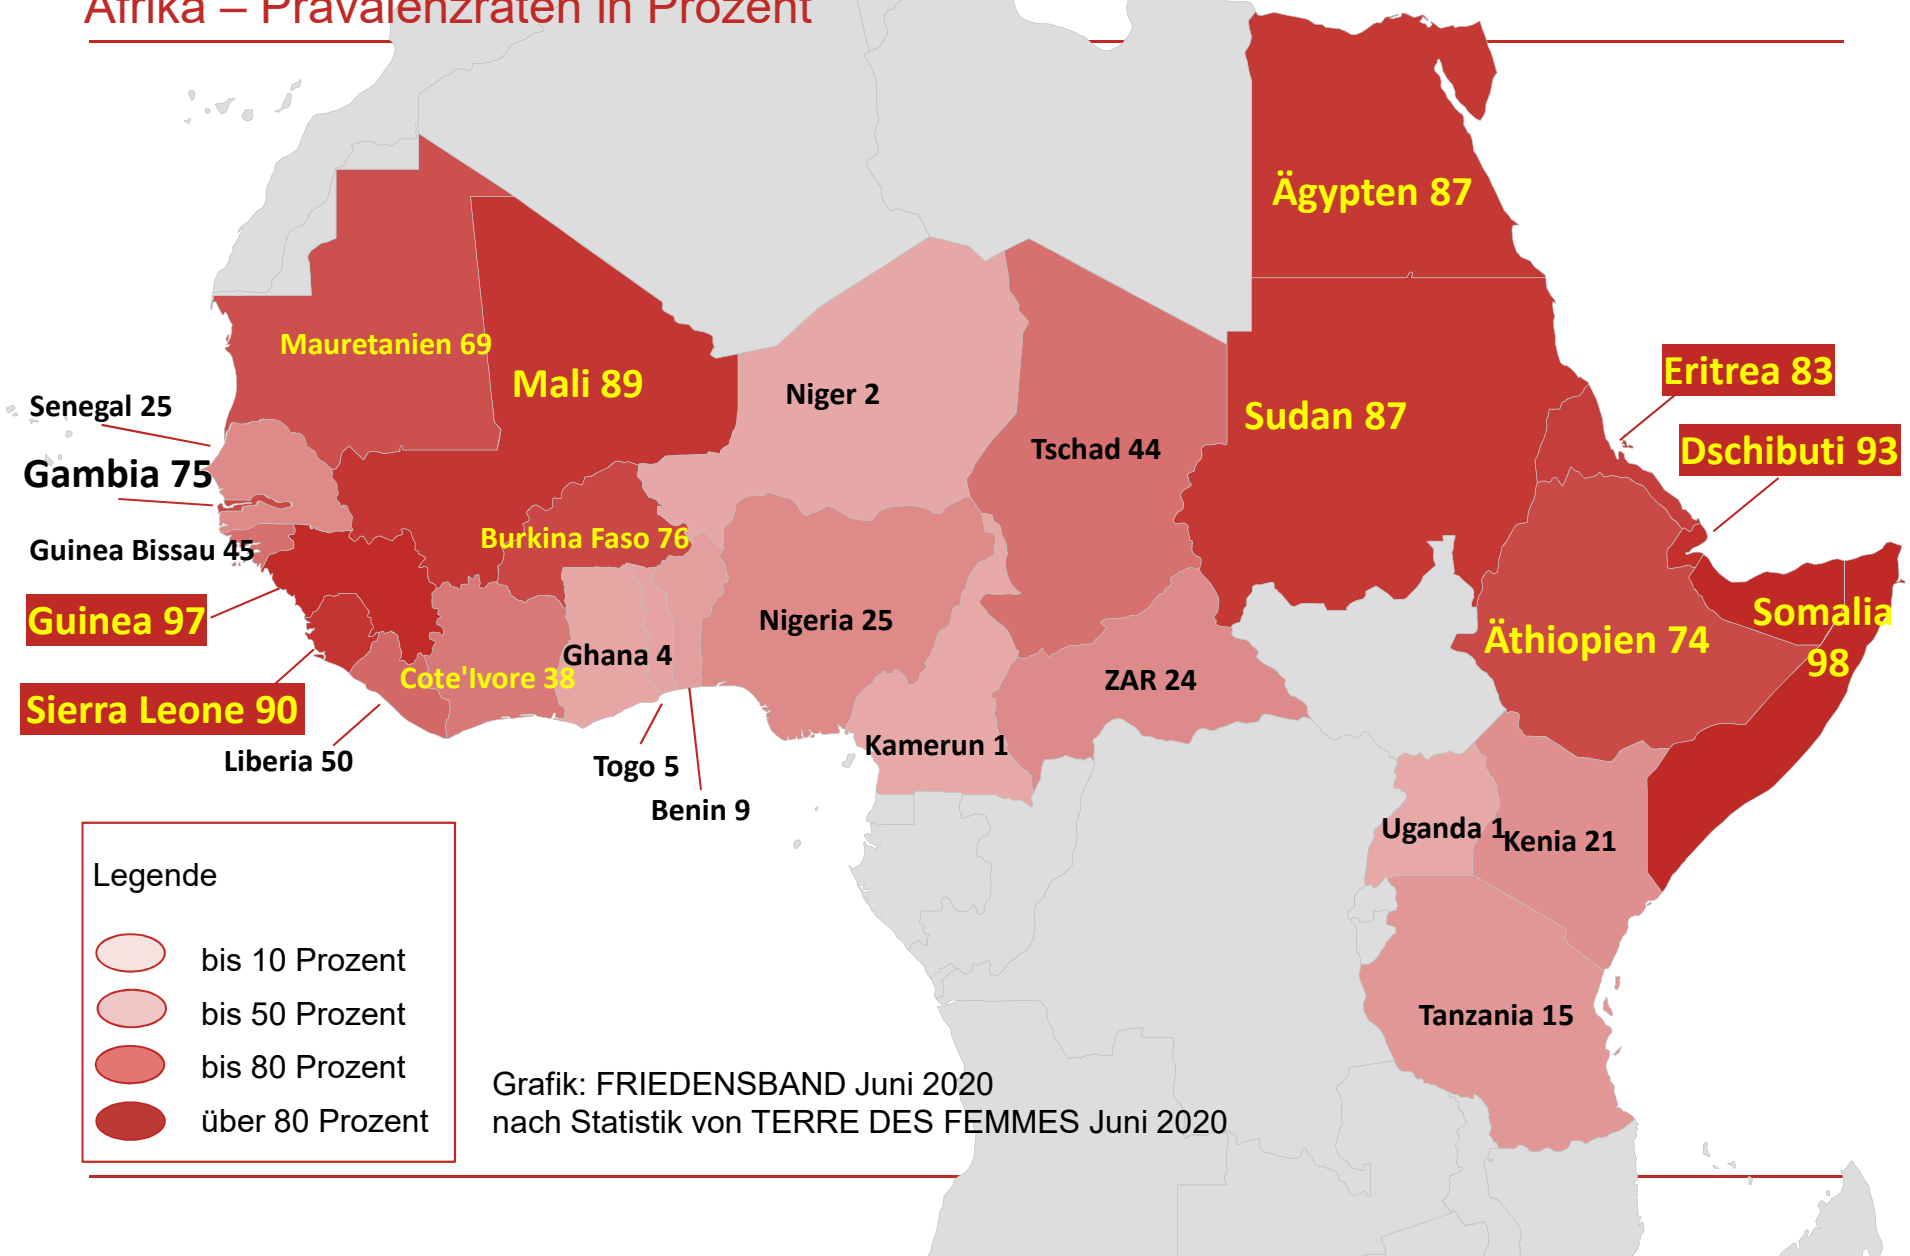 Afrika – Prävalenzraten in Prozent
Ägypten 87
Mauretanien 69
Mali 89
Niger 2
Sudan 87
Eritrea 83
Senegal 25
Tschad 44
Dschibuti 93
Gambia 75
Burkina Faso 76
Guinea Bissau 45
Guinea 97
Nigeria 25
Somalia
98
Äthiopien 74
Ghana 4
Cote'Ivore 38
ZAR 24
Sierra Leone 90
Liberia 50
Togo 5
Kamerun 1
Benin 9
Uganda 1
Kenia 21
Tanzania 15
Legende
bis 10 Prozent
bis 50 Prozent
bis 80 Prozent
über 80 Prozent
Grafik: FRIEDENSBAND Juni 2020
nach Statistik von TERRE DES FEMMES Juni 2020